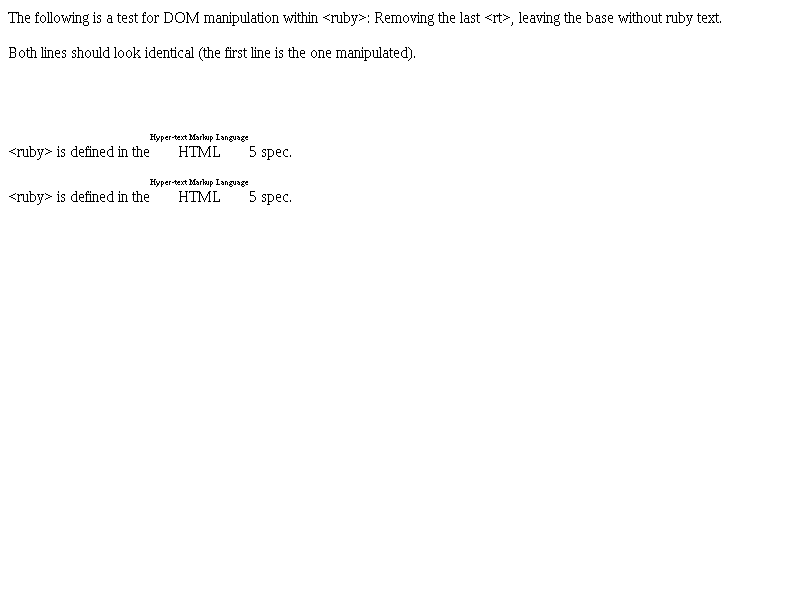 The following is a test for DOM manipulation within <ruby>: Removing the last <rt>, leaving the base without ruby text.
Both lines should look identical (the first line is the one manipulated).
Hyper-text Markup Language
<ruby> is defined in the HTML 5 spec.
Hyper-text Markup Language
<ruby> is defined in the HTML 5 spec.